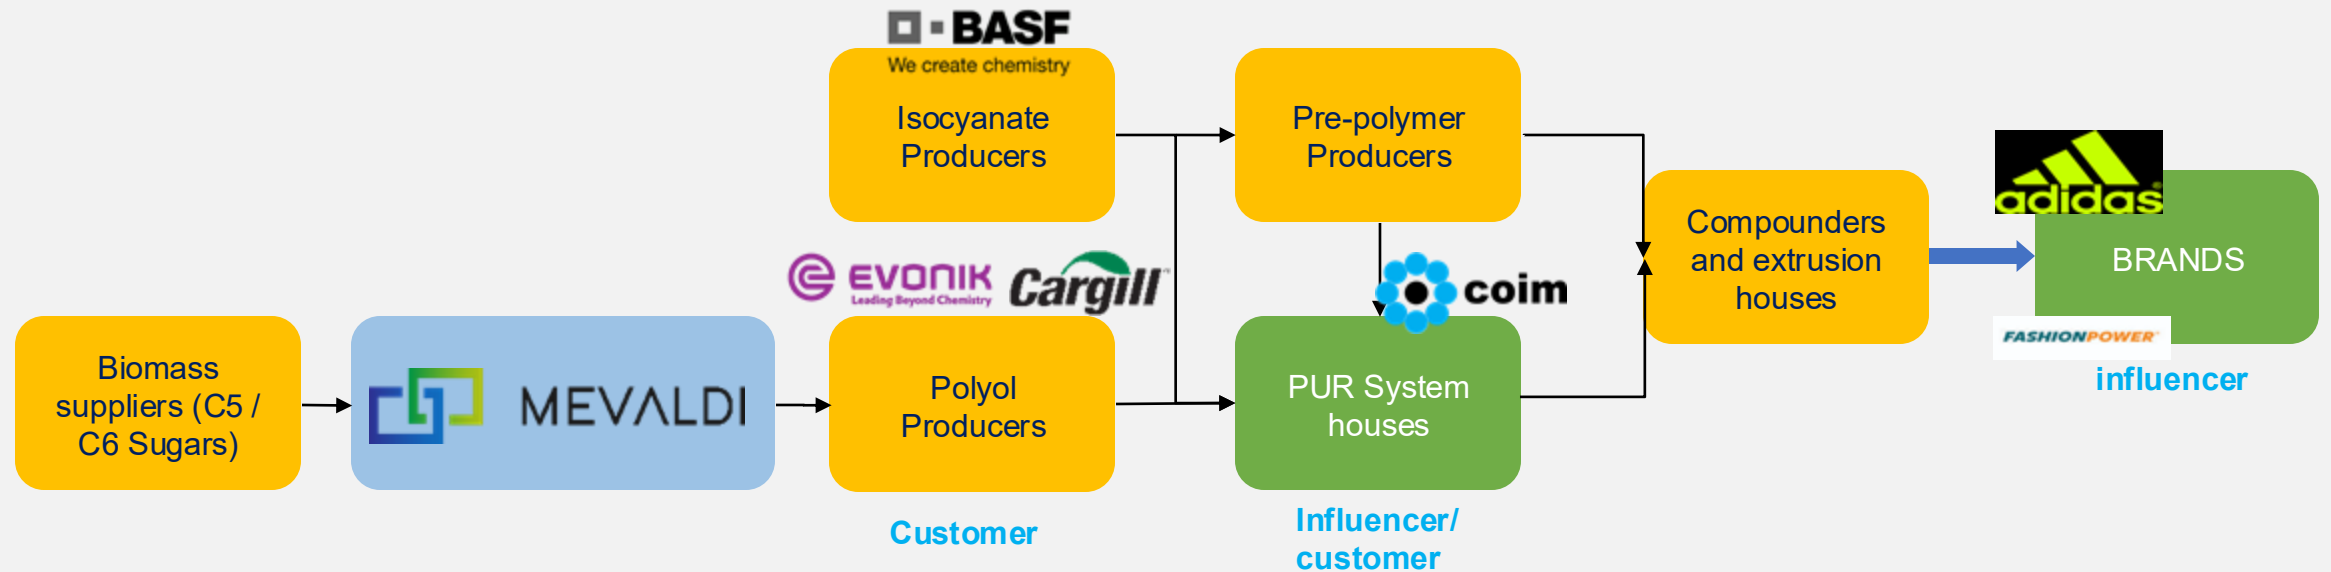 BASF
We create chemistry
Isocyanate
Producers
Pre-polymer
Producers
adidas
Compounders
and extrusion
houses
BRANDS
FASHIONPOWER
influencer
EVONIK
Leading Beyond Chemistry
Cargill
coim
Biomass
suppliers (C5 /
C6 Sugars)
MEVALDI
Polyol
Producers
PUR System
houses
Customer
Influencer/
customer